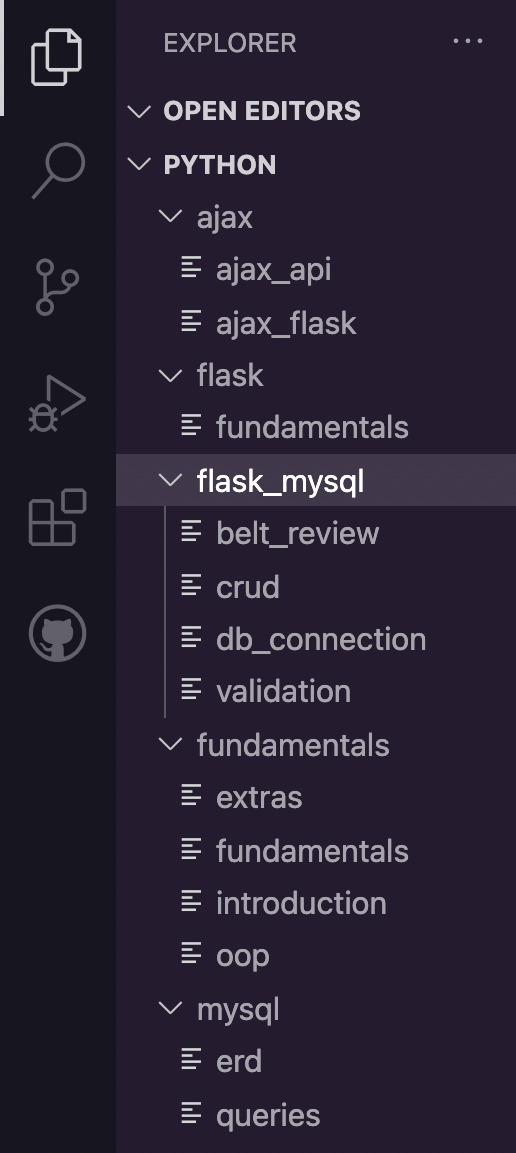 EXPLORER ...
OPEN EDITORS
PYTHON
ajax
ajax_api
ajax_flask
flask
fundamentals
flask_mysql
belt_review
crud
db_connection
validation
fundamentals
extras
fundamentals
introduction
oop
mysql
erd
queries